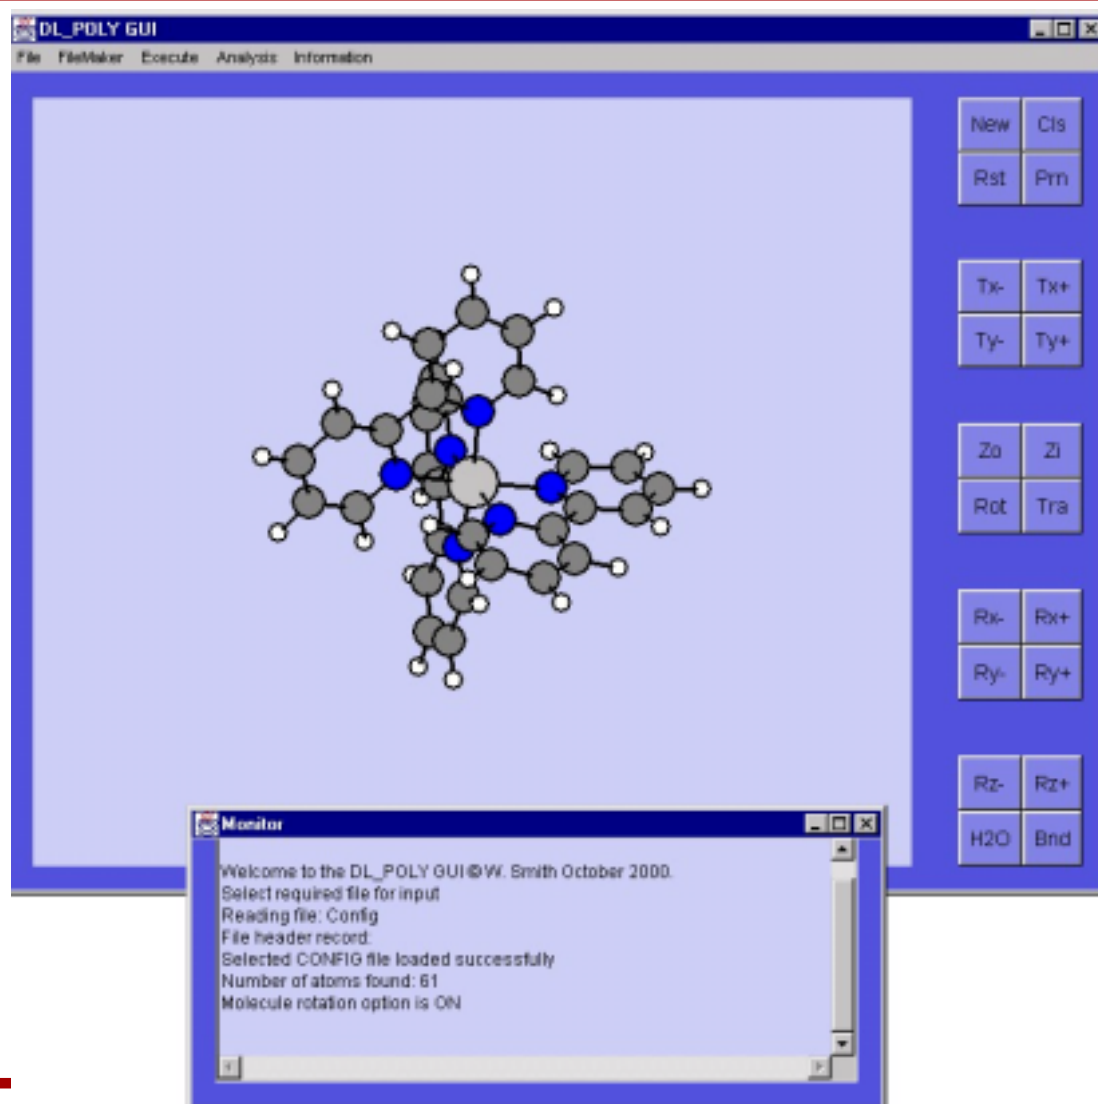 DL_POLY GUI
File FileMaker Execute Analysis Information
New Cls
Rst Prn
Tx- Tx+
Ty- Ty+
Zo Zi
Rot Tra
Rx- Rx+
Ry- Ry+
Rz- Rz+
H2O Bnd
Monitor
Welcome to the DL_POLY GUI © W. Smith October 2000.
Select required file for input
Reading file: Config
File header record:
Selected CONFIG file loaded successfully
Number of atoms found: 61
Molecule rotation option is ON